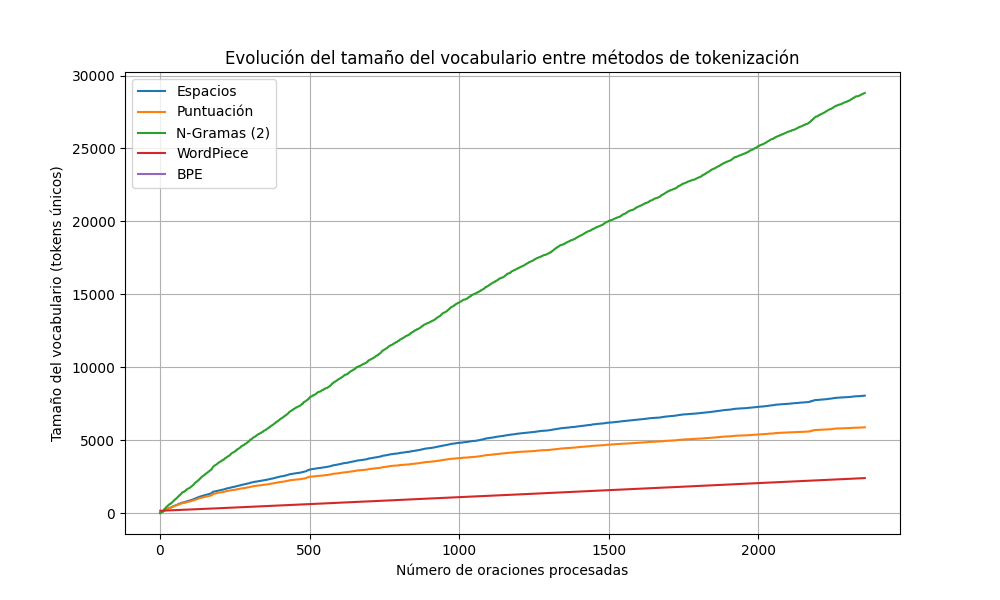 Evolución del tamaño del vocabulario entre métodos de tokenización
30000
25000
20000
15000
10000
5000
0
Tamaño del vocabulario (tokens únicos)
Espacios
Puntuación
N-Gramas (2)
WordPiece
BPE
0 500 1000 1500 2000
Número de oraciones procesadas